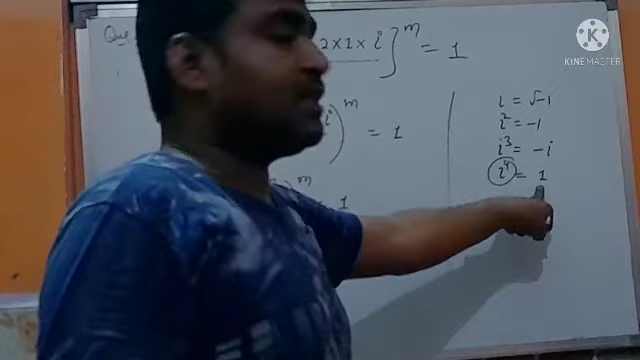 Que
2×1× i ]ᵐ = 1
i)ᵐ = 1
m
= 1
i = √-1
i² = -1
i³ = -i
i⁴ = 1
KINEMASTER